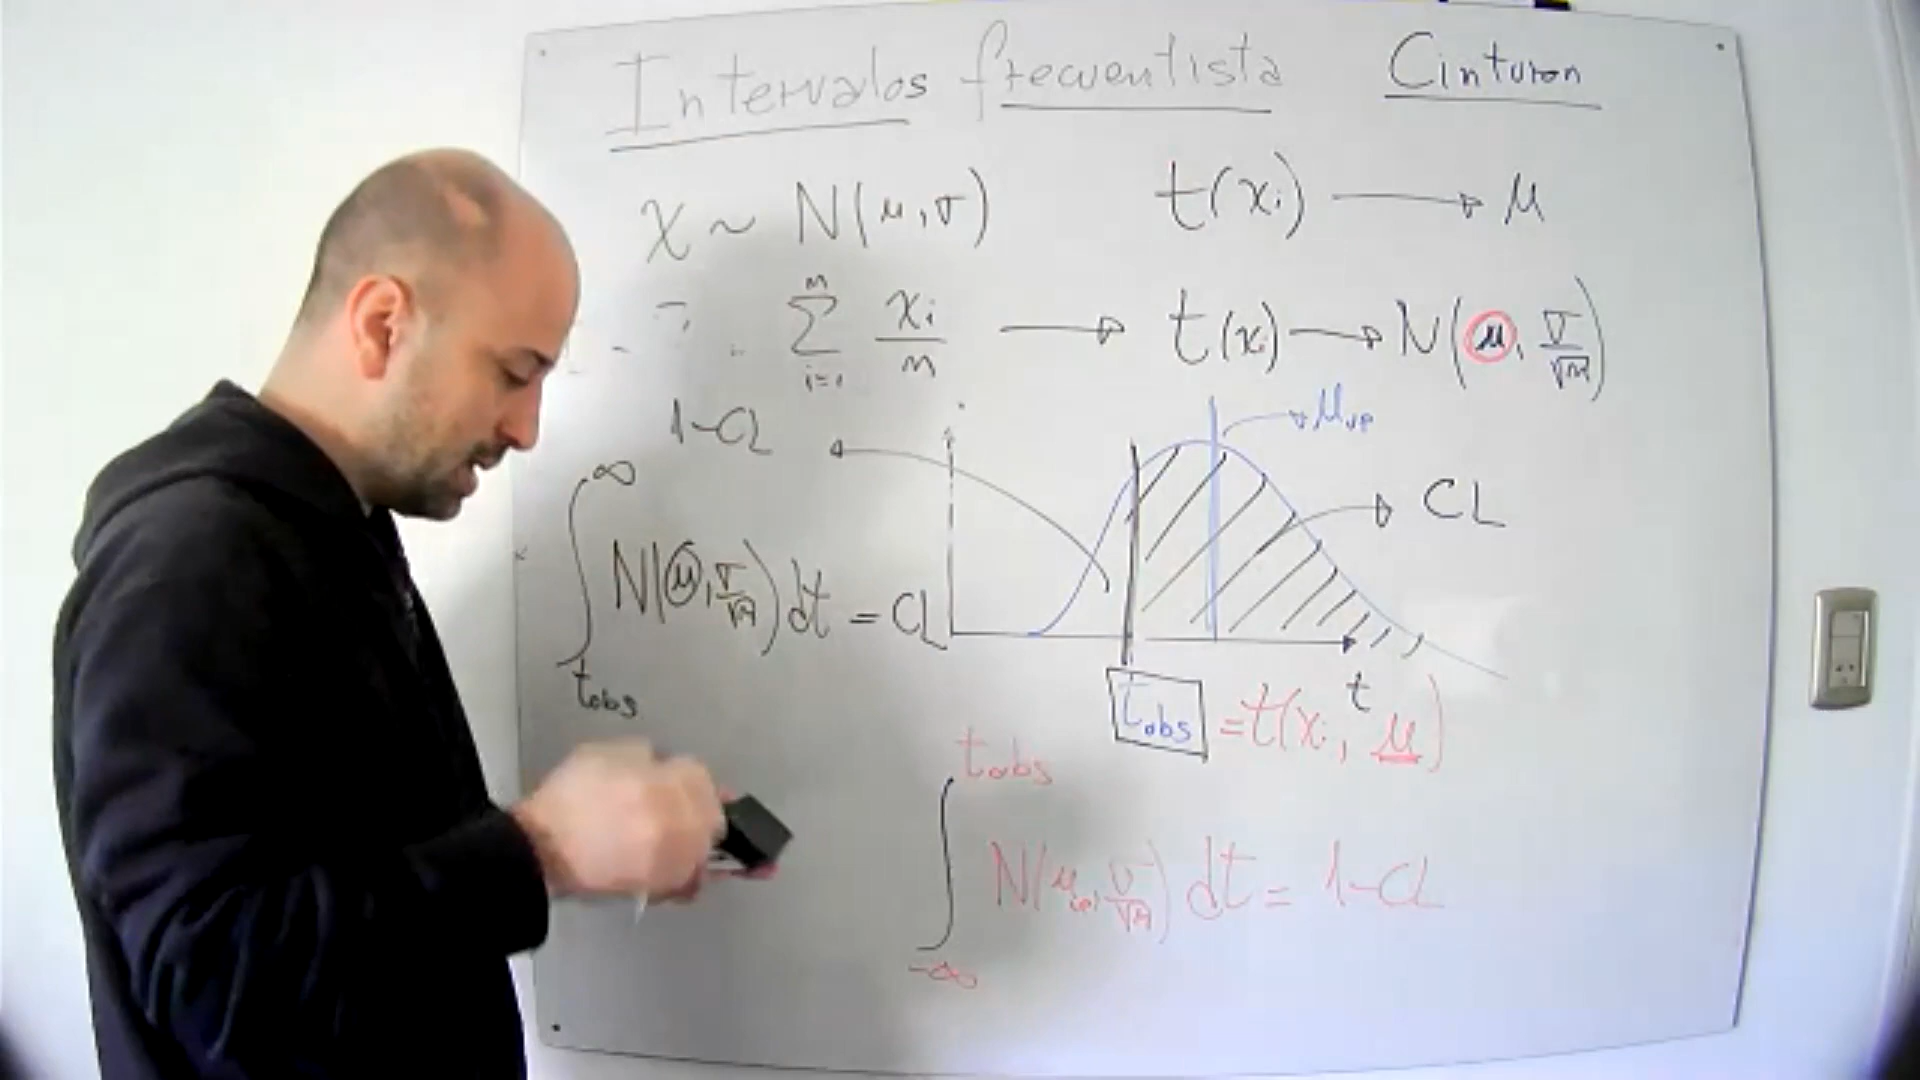 Intervalos frecuentista Cinturon
x ~ N(μ,σ) t(xi) → μ
∑ i=1 n xi/n → t(xi) → N(μ, σ/√n)
1-CL
μup
CL
∫ tobs ∞ N(μ, σ/√n) dt = CL
t
tobs = t(xi, μ)
∫ -∞ tobs N(μup, σ/√n) dt = 1-CL